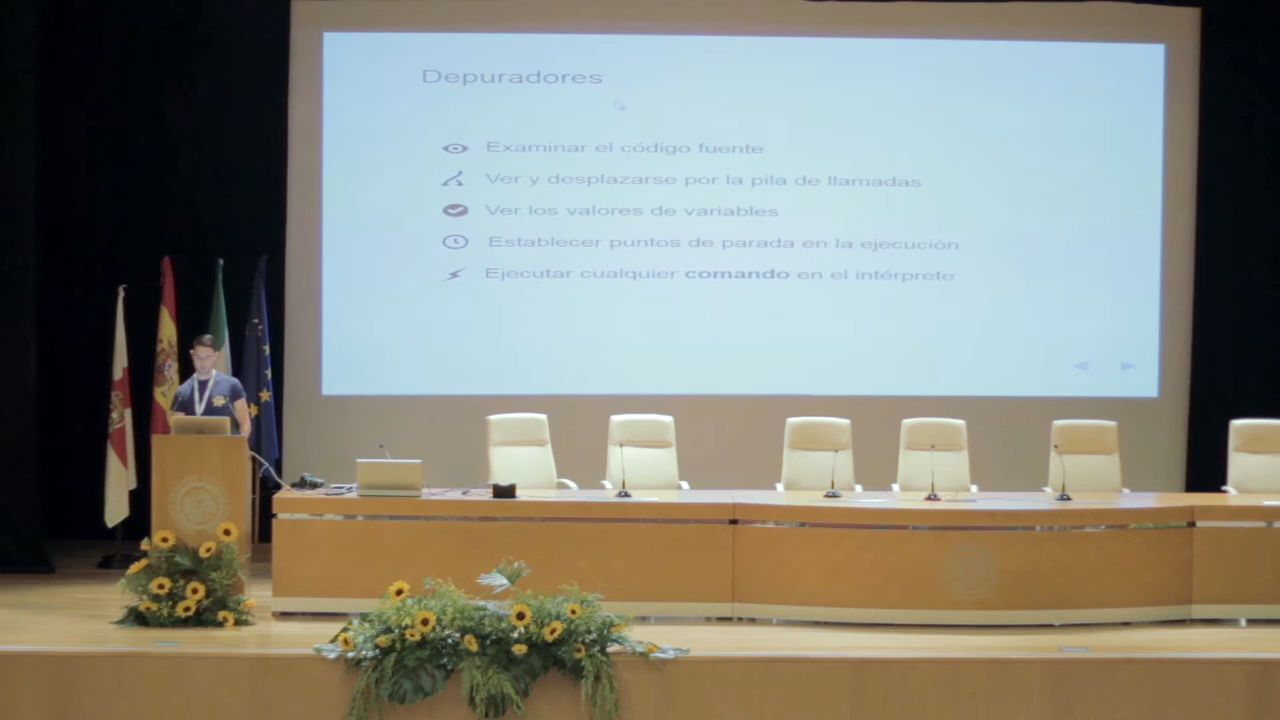 Depuradores
Examinar el código fuente
Ver y desplazarse por la pila de llamadas
Ver los valores de variables
Establecer puntos de parada en la ejecución
Ejecutar cualquier comando en el intérprete